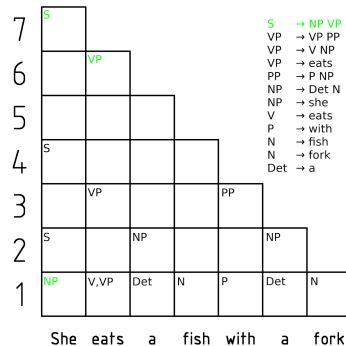 7 S
6 VP
5
4 S
3 VP PP
2 S NP NP
1 NP V,VP Det N P Det N
She eats a fish with a fork
S → NP VP
VP → VP PP
VP → V NP
VP → eats
PP → P NP
NP → Det N
NP → she
V → eats
P → with
N → fish
N → fork
Det → a